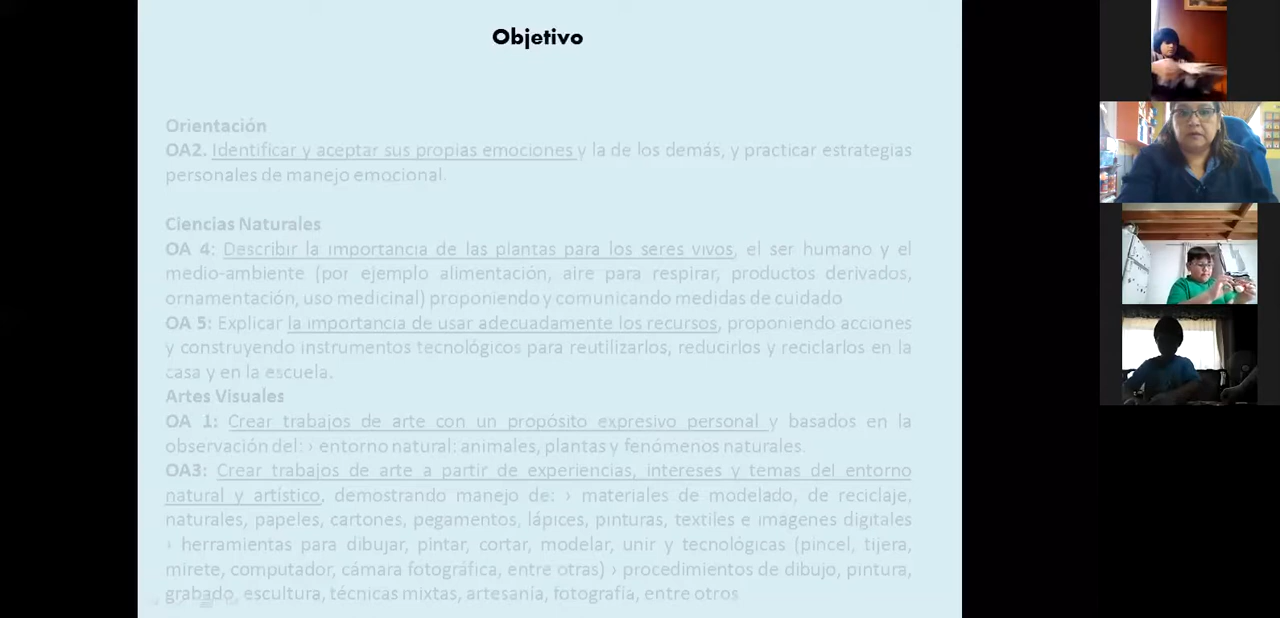 Objetivo
Orientación
OA2. Identificar y aceptar sus propias emociones y la de los demás, y practicar estrategias
personales de manejo emocional.
Ciencias Naturales
OA 4: Describir la importancia de las plantas para los seres vivos, el ser humano y el
medio-ambiente (por ejemplo alimentación, aire para respirar, productos derivados,
ornamentación, uso medicinal) proponiendo y comunicando medidas de cuidado
OA 5: Explicar la importancia de usar adecuadamente los recursos, proponiendo acciones
y construyendo instrumentos tecnológicos para reutilizarlos, reducirlos y reciclarlos en la
casa y en la escuela.
Artes Visuales
OA 1: Crear trabajos de arte con un propósito expresivo personal y basados en la
observación del: › entorno natural: animales, plantas y fenómenos naturales.
OA3: Crear trabajos de arte a partir de experiencias, intereses y temas del entorno
natural y artístico, demostrando manejo de: › materiales de modelado, de reciclaje,
naturales, papeles, cartones, pegamentos, lápices, pinturas, textiles e imágenes digitales
› herramientas para dibujar, pintar, cortar, modelar, unir y tecnológicas (pincel, tijera,
mirete, computador, cámara fotográfica, entre otras) › procedimientos de dibujo, pintura,
grabado, escultura, técnicas mixtas, artesanía, fotografía, entre otros